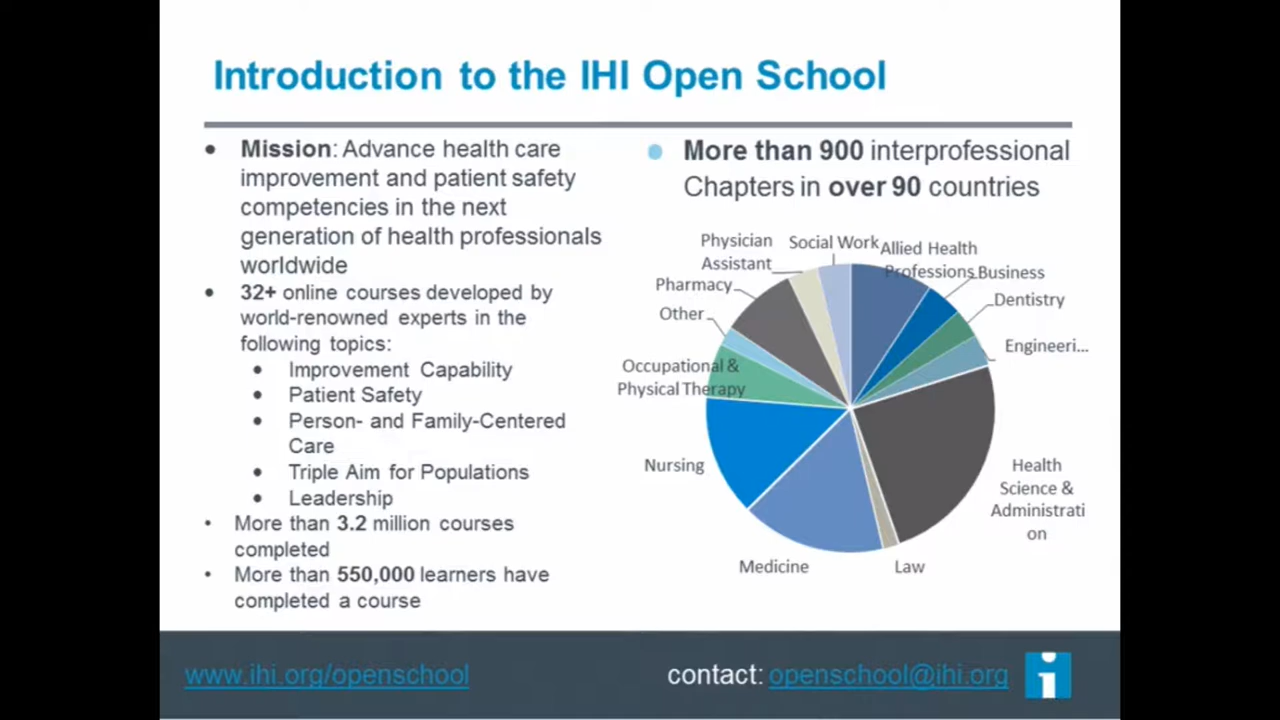 Introduction to the IHI Open School
• Mission: Advance health care
improvement and patient safety
competencies in the next
generation of health professionals
worldwide
• 32+ online courses developed by
world-renowned experts in the
following topics:
• Improvement Capability
• Patient Safety
• Person- and Family-Centered
Care
• Triple Aim for Populations
• Leadership
• More than 3.2 million courses
completed
• More than 550,000 learners have
completed a course
• More than 900 interprofessional
Chapters in over 90 countries
Physician
Assistant
Social Work
Allied Health
Professions
Business
Pharmacy
Dentistry
Other
Engineeri...
Occupational &
Physical Therapy
Nursing
Health
Science &
Administrati
on
Medicine
Law
www.ihi.org/openschool
contact: openschool@ihi.org
i